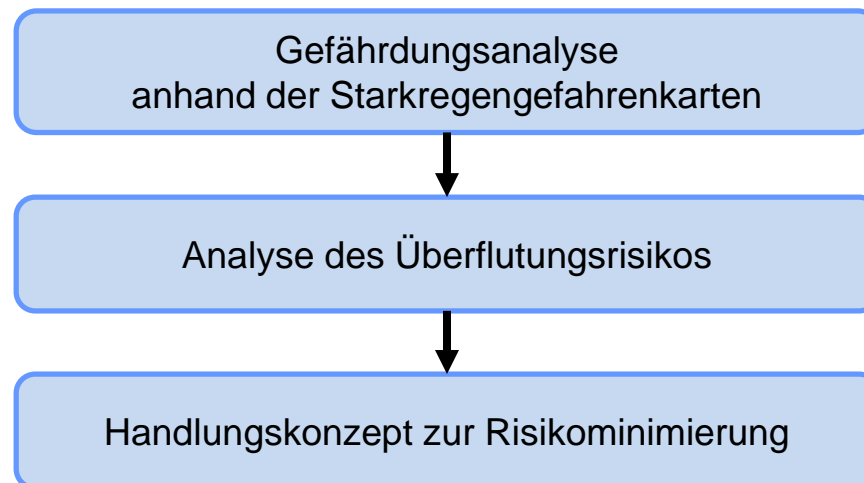 Gefährdungsanalyse
anhand der Starkregengefahrenkarten
Analyse des Überflutungsrisikos
Handlungskonzept zur Risikominimierung